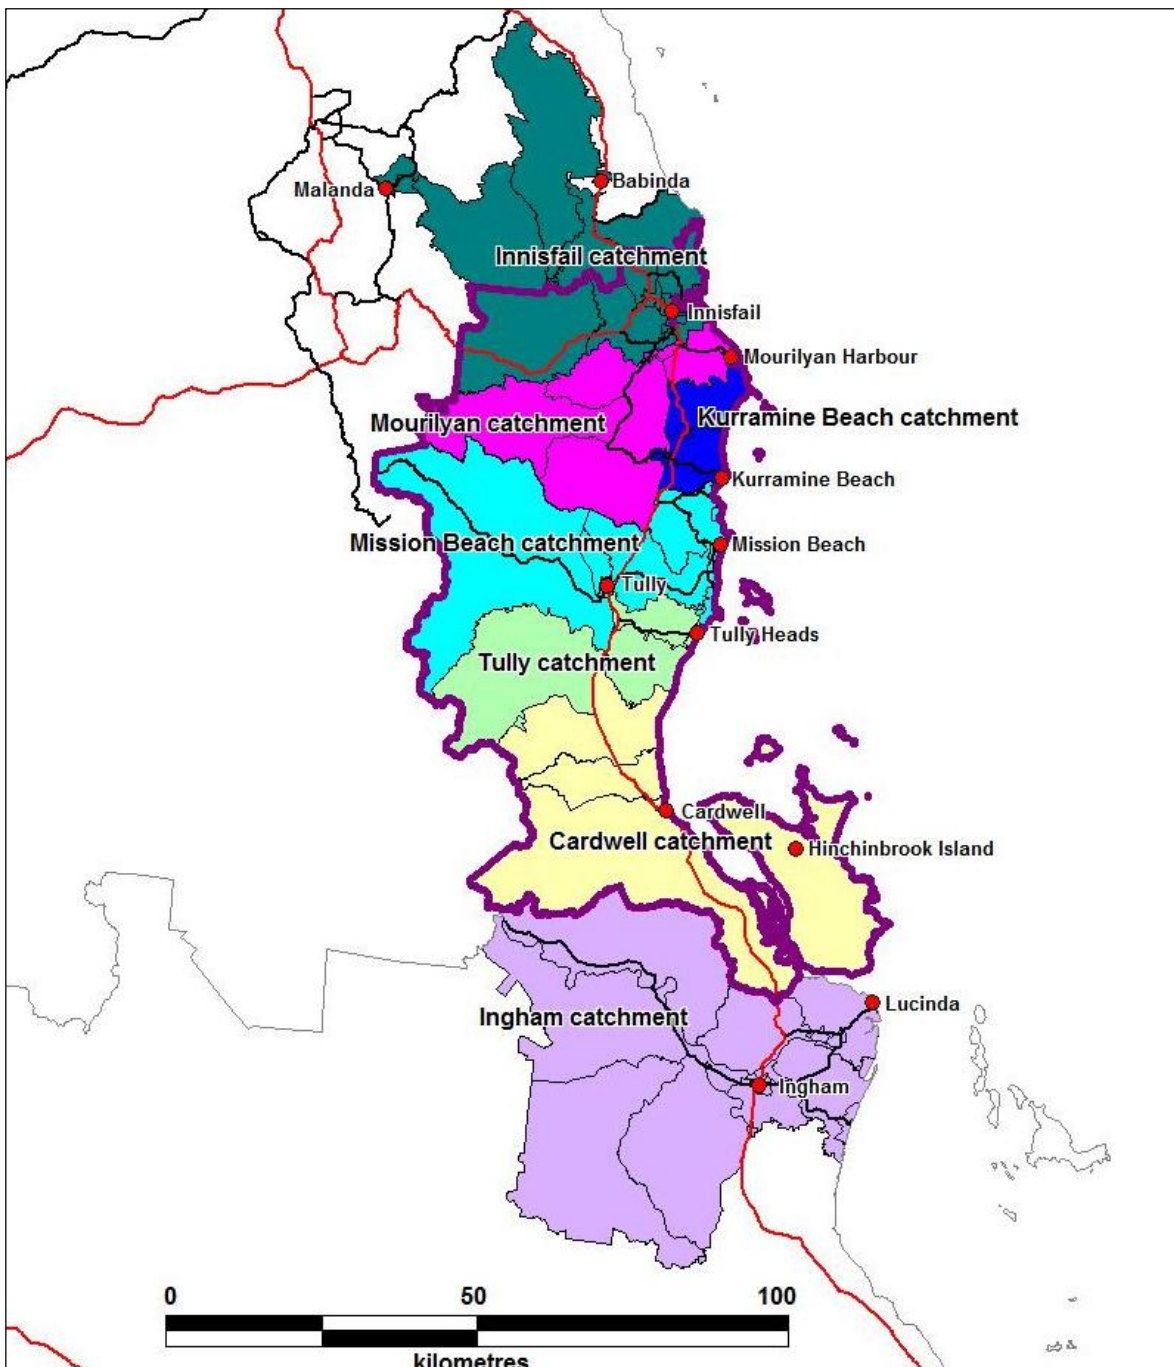 Malanda
Babinda
Innisfail catchment
Innisfail
Mourilyan Harbour
Mourilyan catchment
Kurramine Beach catchment
Kurramine Beach
Mission Beach catchment
Mission Beach
Tully
Tully Heads
Tully catchment
Cardwell
Cardwell catchment
Hinchinbrook Island
Lucinda
Ingham catchment
Ingham
0 50 100
kilometres